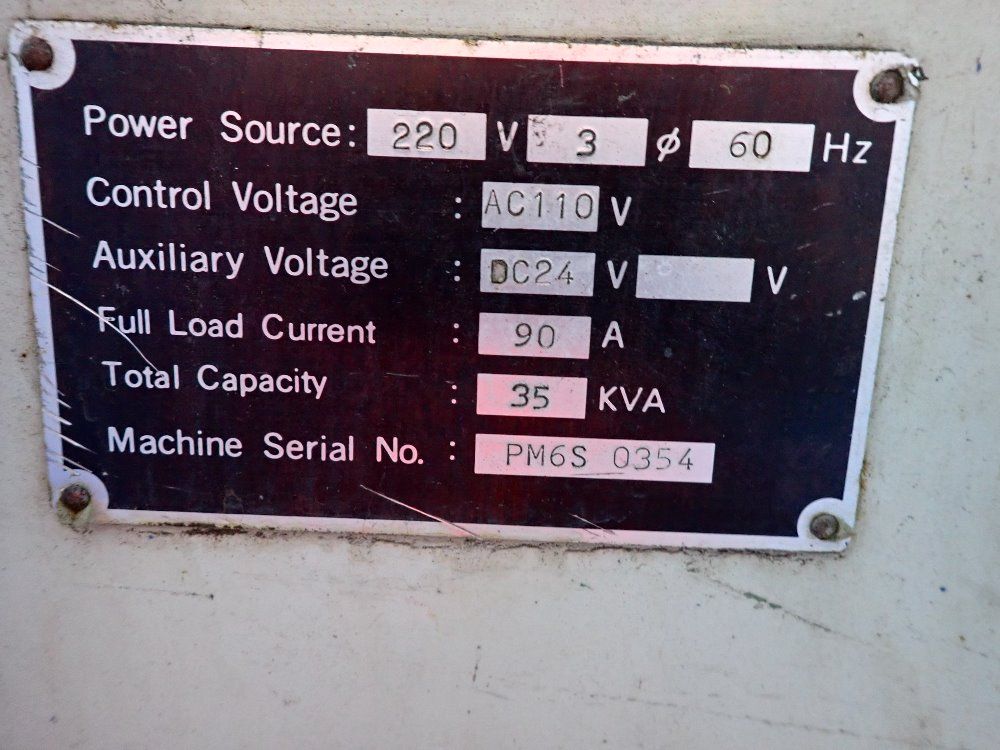 Power Source: 220 V 3 ϕ 60 Hz
Control Voltage : AC110 V
Auxiliary Voltage : DC24 V V
Full Load Current : 90 A
Total Capacity : 35 KVA
Machine Serial No. : PM6S 0354